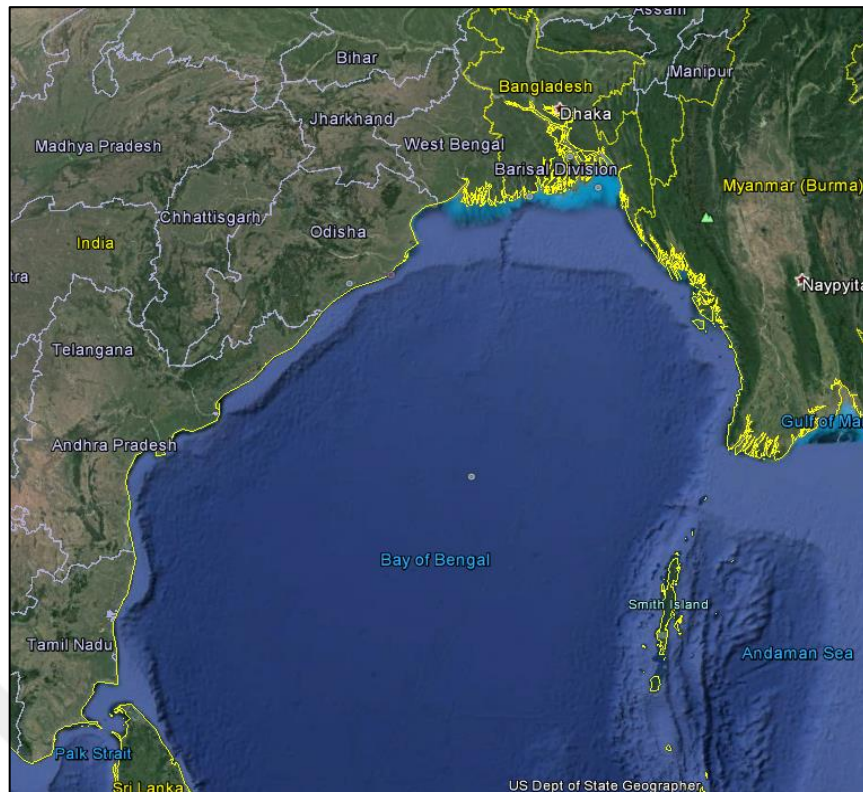 Assam
Bihar
Manipur
Bangladesh
Dhaka
Jharkhand
West Bengal
Madhya Pradesh
Barisal Division
Myanmar (Burma)
Chhattisgarh
Odisha
India
tra
Naypyita
Telangana
Gulf of Ma
Andhra Pradesh
Bay of Bengal
Smith Island
Tamil Nadu
Andaman Sea
Palk Strait
Sri Lanka
US Dept of State Geographer